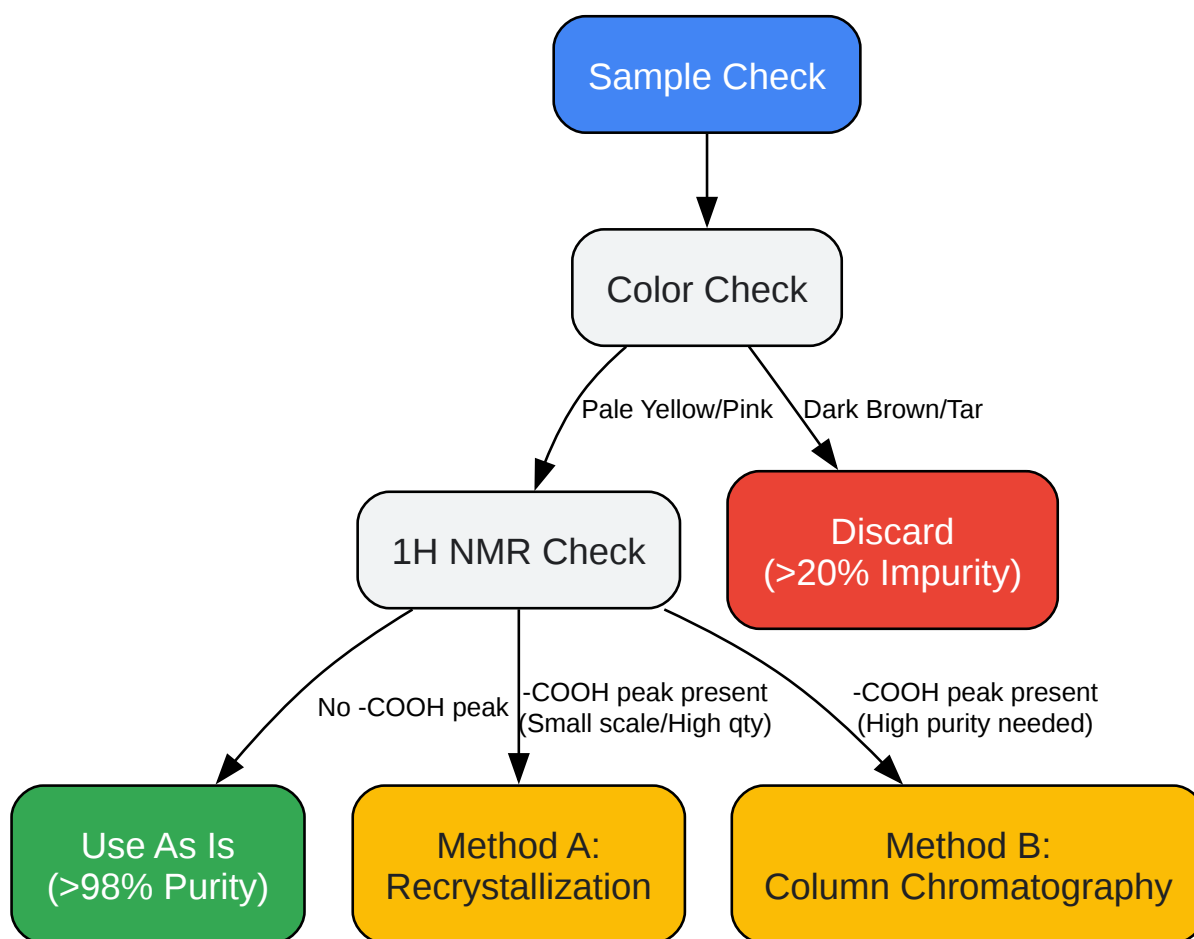 Sample Check
Color Check
Pale Yellow/Pink
Dark Brown/Tar
1H NMR Check
Discard
(>20% Impurity)
No -COOH peak
-COOH peak present
(Small scale/High qty)
-COOH peak present
(High purity needed)
Use As Is
(>98% Purity)
Method A:
Recrystallization
Method B:
Column Chromatography